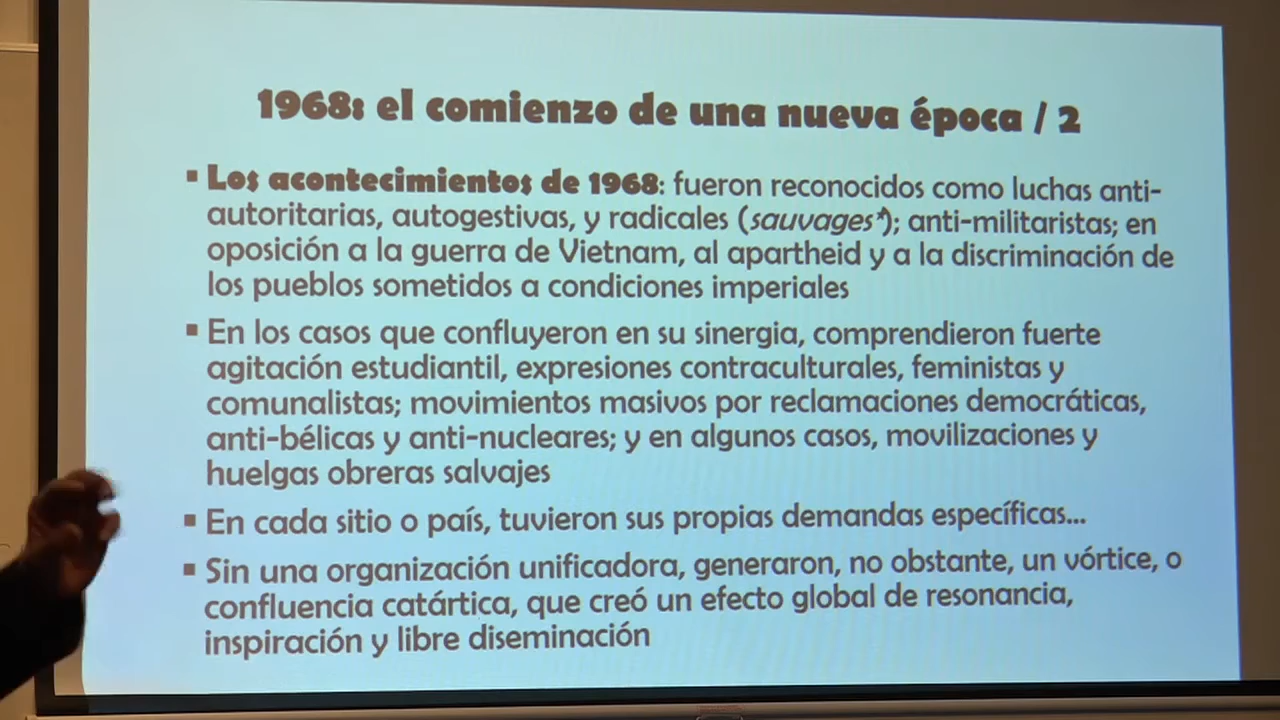 1968: el comienzo de una nueva época / 2
▪ Los acontecimientos de 1968: fueron reconocidos como luchas anti-
autoritarias, autogestivas, y radicales (sauvages*); anti-militaristas; en
oposición a la guerra de Vietnam, al apartheid y a la discriminación de
los pueblos sometidos a condiciones imperiales
▪ En los casos que confluyeron en su sinergia, comprendieron fuerte
agitación estudiantil, expresiones contraculturales, feministas y
comunalistas; movimientos masivos por reclamaciones democráticas,
anti-bélicas y anti-nucleares; y en algunos casos, movilizaciones y
huelgas obreras salvajes
▪ En cada sitio o país, tuvieron sus propias demandas específicas...
▪ Sin una organización unificadora, generaron, no obstante, un vórtice, o
confluencia catártica, que creó un efecto global de resonancia,
inspiración y libre diseminación